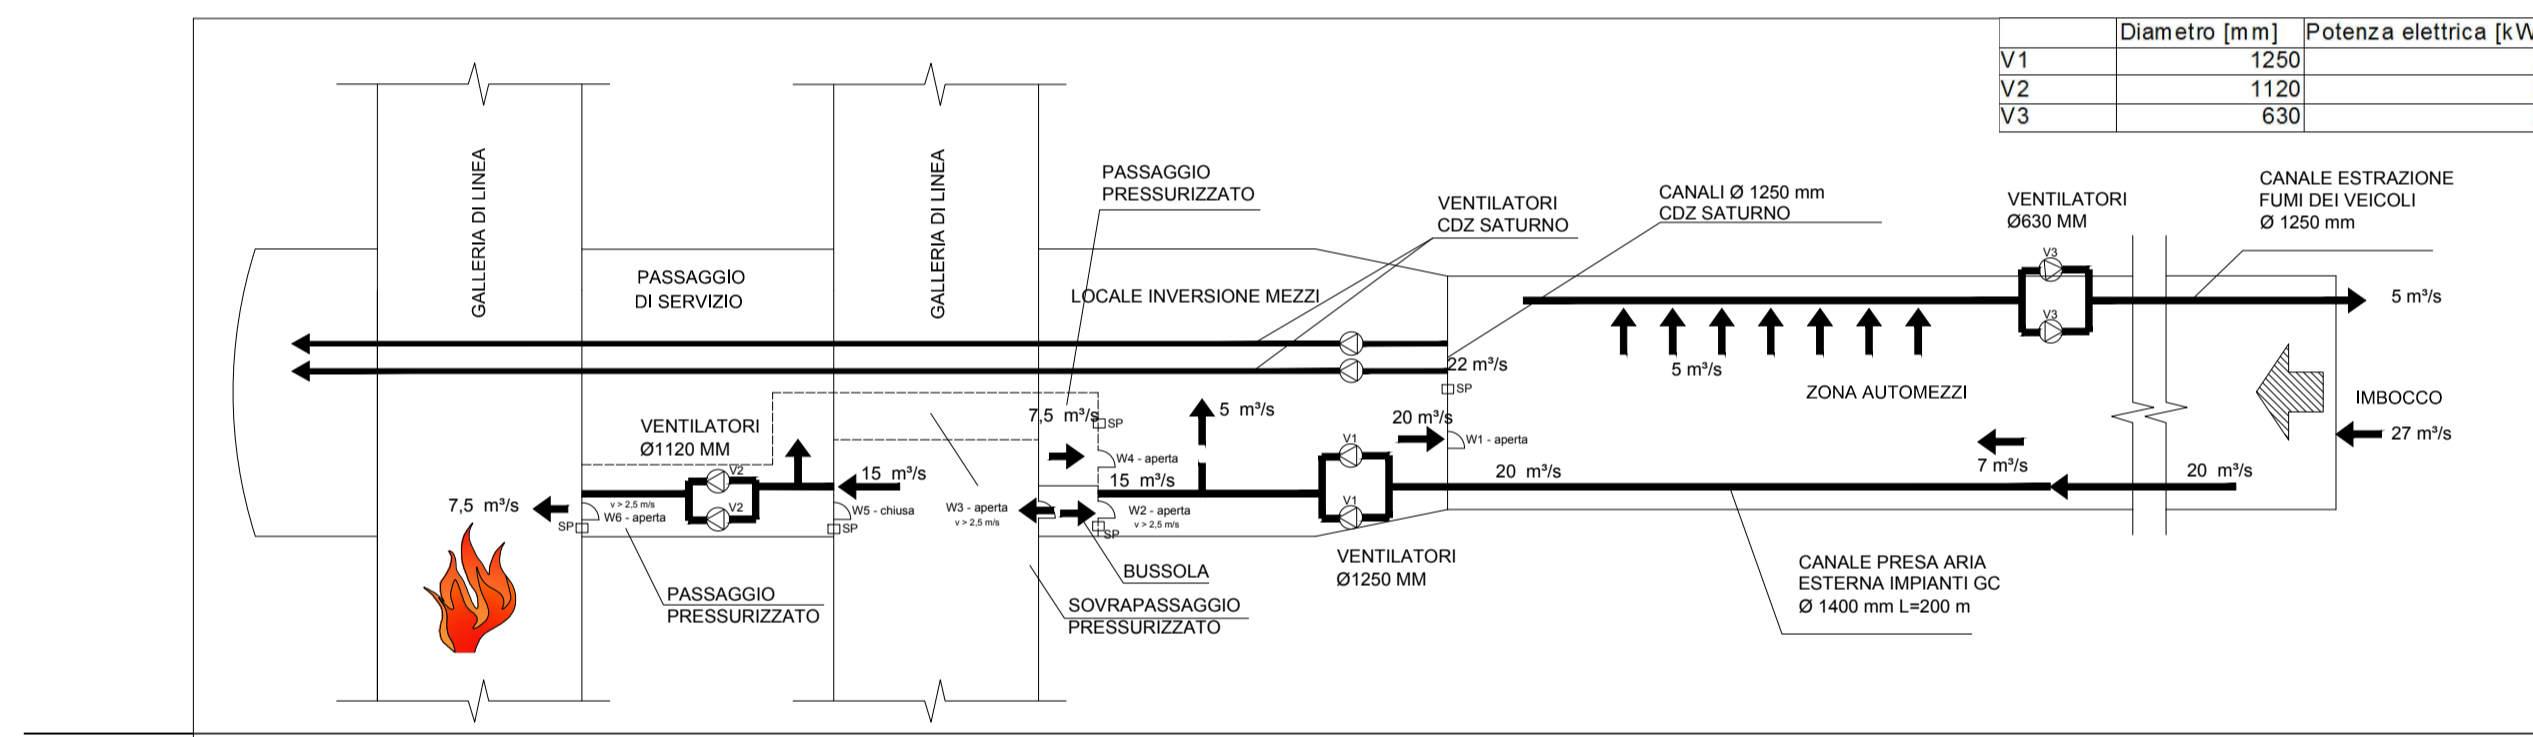 Diametro [mm] Potenza elettrica [kW
V1 1250
V2 1120
V3 630
GALLERIA DI LINEA
PASSAGGIO
DI SERVIZIO
GALLERIA DI LINEA
LOCALE INVERSIONE MEZZI
PASSAGGIO
PRESSURIZZATO
VENTILATORI
CDZ SATURNO
CANALI Ø 1250 mm
CDZ SATURNO
VENTILATORI
Ø630 MM
V3
V3
CANALE ESTRAZIONE
FUMI DEI VEICOLI
Ø 1250 mm
5 m³/s
5 m³/s
22 m³/s
SP
ZONA AUTOMEZZI
IMBOCCO
27 m³/s
7 m³/s
20 m³/s
20 m³/s
20 m³/s
W1 - aperta
V1
V1
VENTILATORI
Ø1250 MM
5 m³/s
7,5 m³/s
SP
W4 - aperta
15 m³/s
W2 - aperta
v > 2,5 m/s
SP
W3 - aperta
v > 2,5 m/s
BUSSOLA
SOVRAPASSAGGIO
PRESSURIZZATO
VENTILATORI
Ø1120 MM
V2
V2
15 m³/s
W5 - chiusa
SP
7,5 m³/s
v > 2,5 m/s
W6 - aperta
SP
PASSAGGIO
PRESSURIZZATO
CANALE PRESA ARIA
ESTERNA IMPIANTI GC
Ø 1400 mm L=200 m